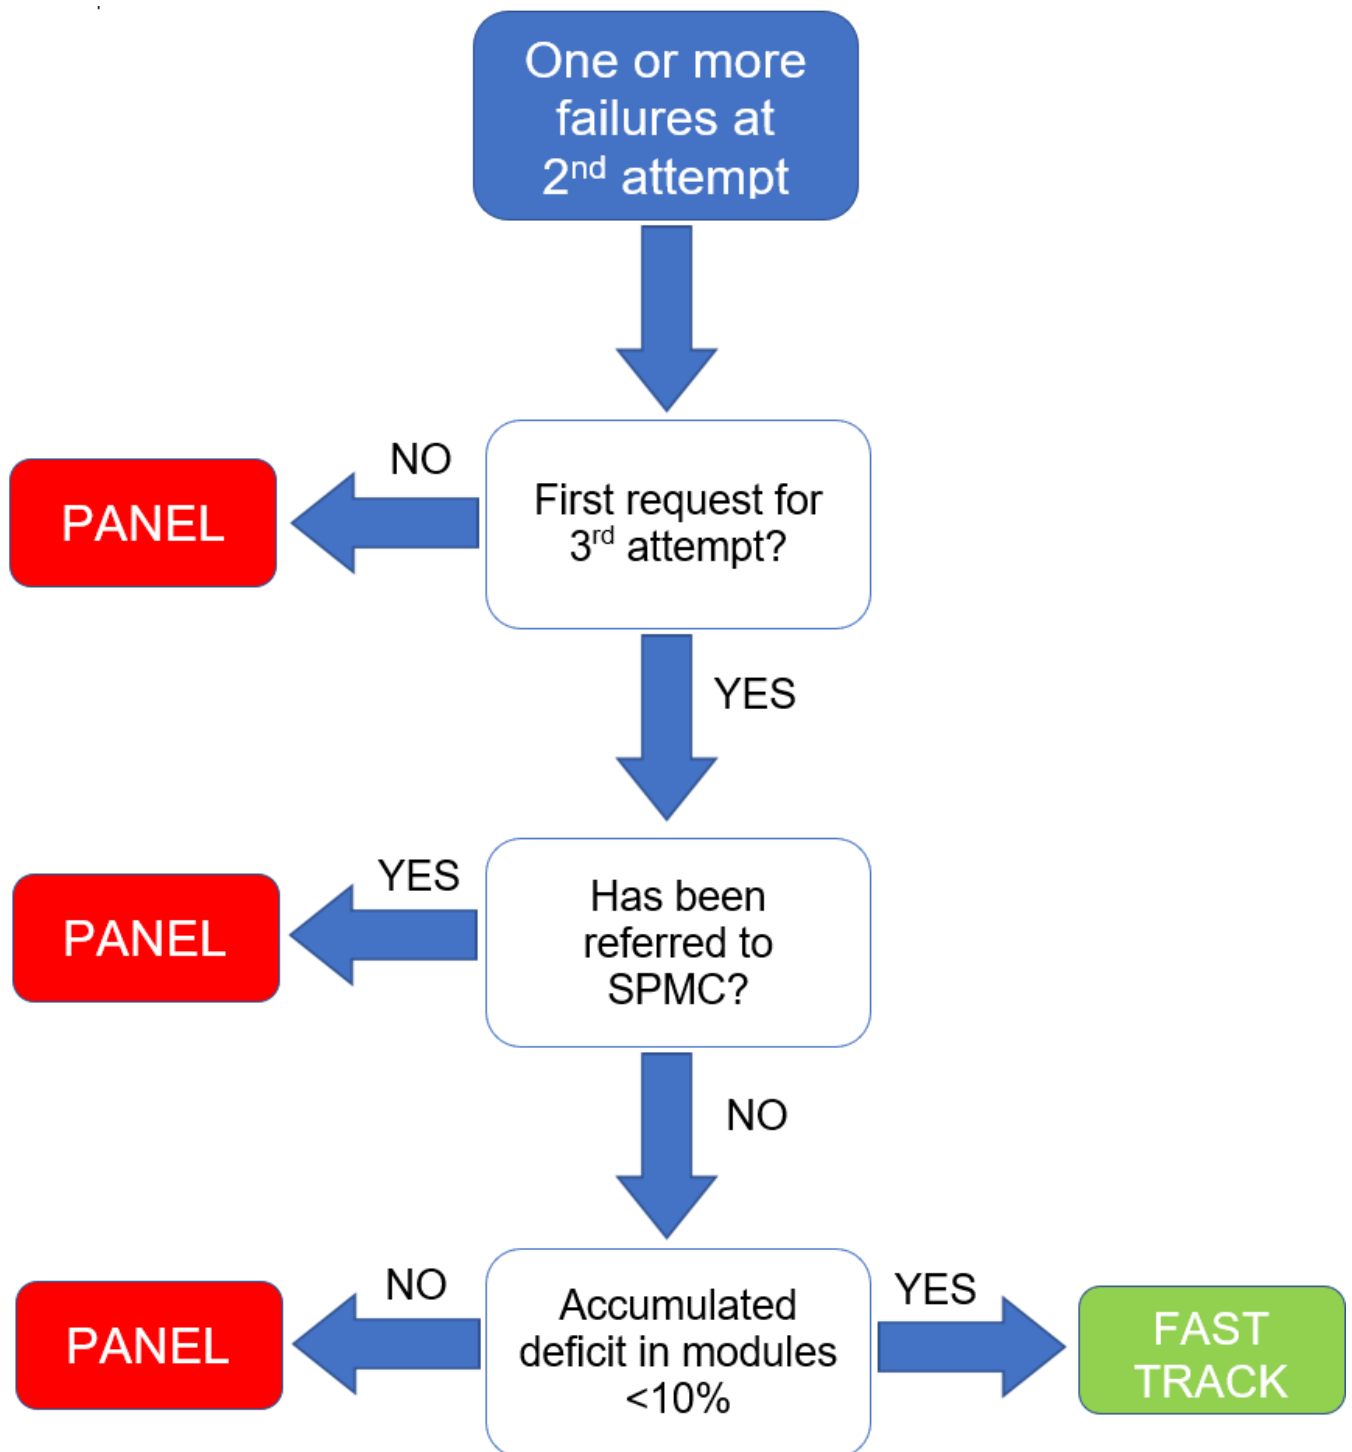 One or more
failures at
2nd attempt
NO
PANEL
First request for
3rd attempt?
YES
YES
PANEL
Has been
referred to
SPMC?
NO
NO
PANEL
Accumulated
deficit in modules
<10%
YES
FAST
TRACK